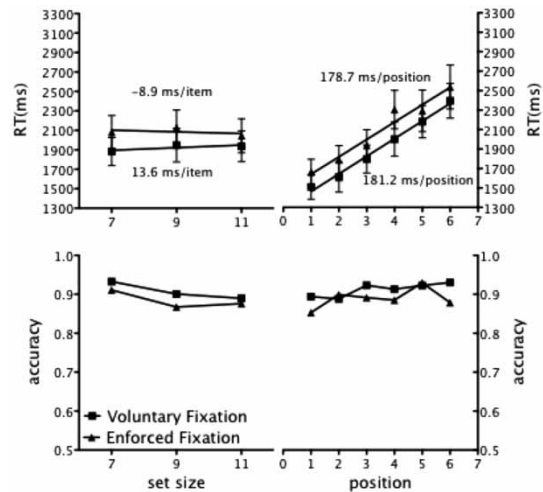 3300
3100
2900
2700
2500
2300
2100
1900
1700
1500
1300
RT(ms)
-8.9 ms/item
13.6 ms/item
7 9 11
178.7 ms/position
181.2 ms/position
0 1 2 3 4 5 6 7
3300
3100
2900
2700
2500
2300
2100
1900
1700
1500
1300
RT(ms)
1.0
0.9
0.8
0.7
0.6
0.5
accuracy
Voluntary Fixation
Enforced Fixation
7 9 11
set size
0 1 2 3 4 5 6 7
position
1.0
0.9
0.8
0.7
0.6
0.5
accuracy